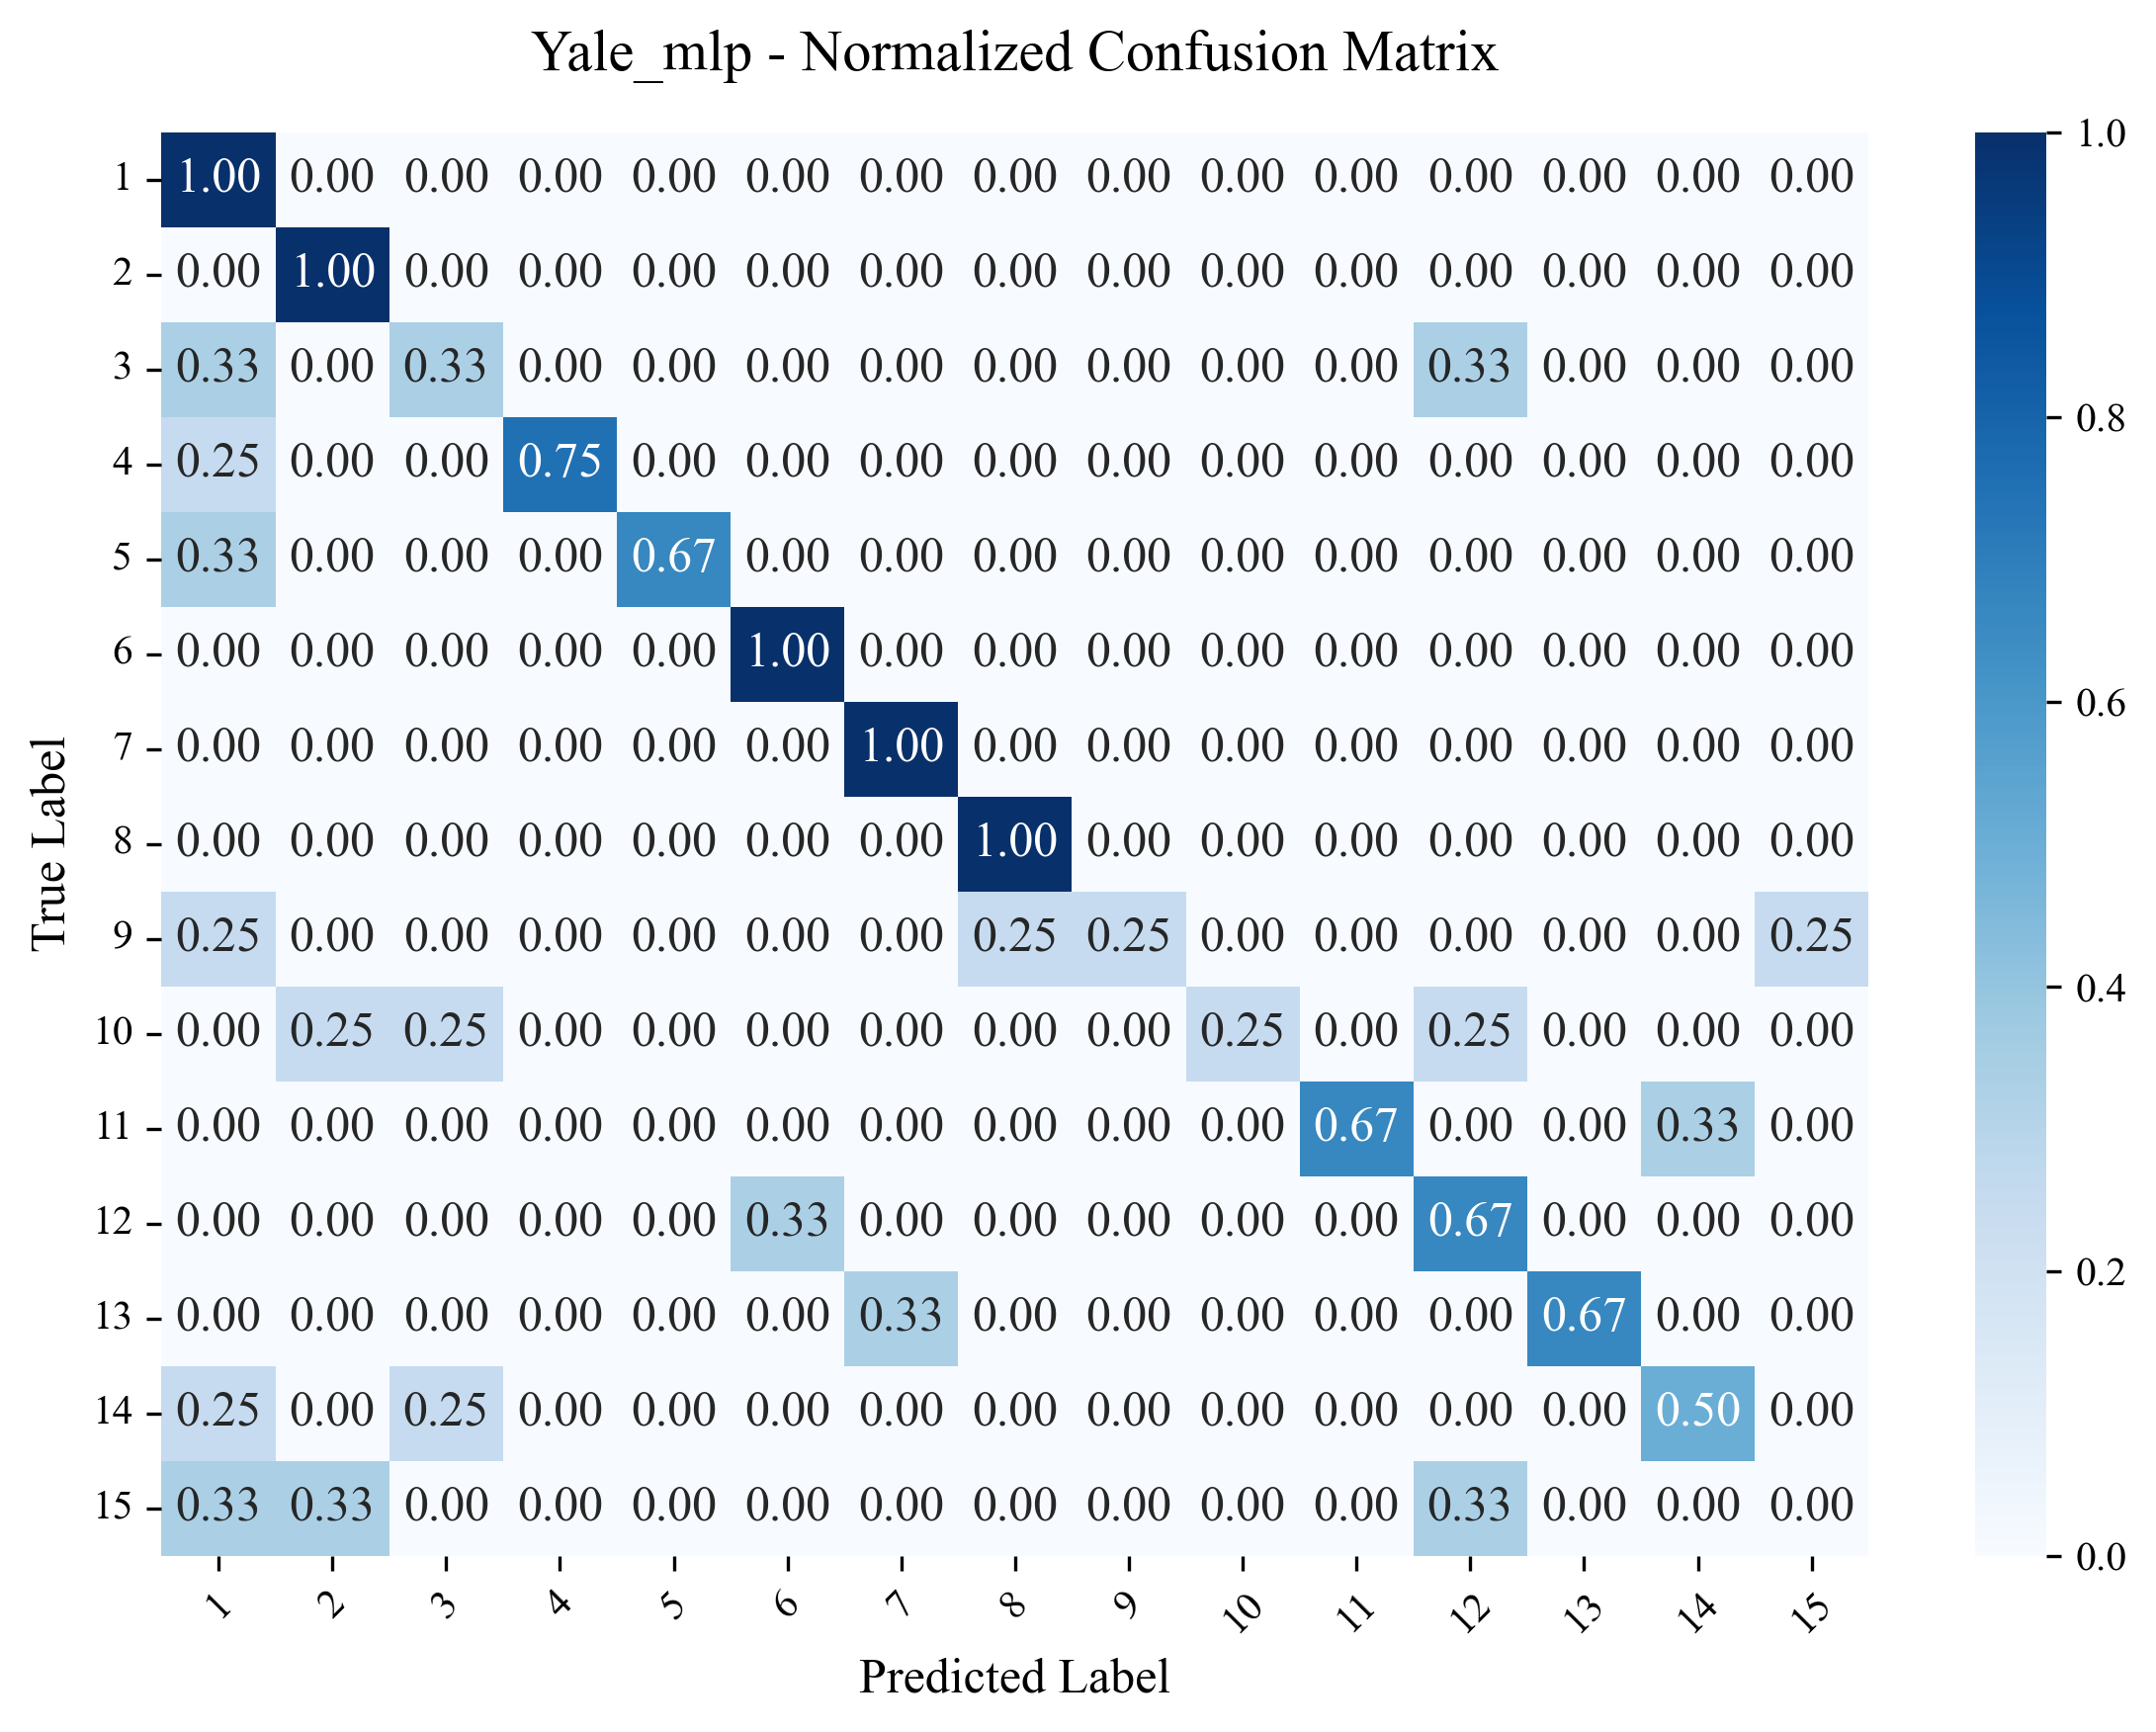 Yale_mlp - Normalized Confusion Matrix
1 1.00 0.00 0.00 0.00 0.00 0.00 0.00 0.00 0.00 0.00 0.00 0.00 0.00 0.00 0.00
2 0.00 1.00 0.00 0.00 0.00 0.00 0.00 0.00 0.00 0.00 0.00 0.00 0.00 0.00 0.00
3 0.33 0.00 0.33 0.00 0.00 0.00 0.00 0.00 0.00 0.00 0.00 0.33 0.00 0.00 0.00
4 0.25 0.00 0.00 0.75 0.00 0.00 0.00 0.00 0.00 0.00 0.00 0.00 0.00 0.00 0.00
5 0.33 0.00 0.00 0.00 0.67 0.00 0.00 0.00 0.00 0.00 0.00 0.00 0.00 0.00 0.00
6 0.00 0.00 0.00 0.00 0.00 1.00 0.00 0.00 0.00 0.00 0.00 0.00 0.00 0.00 0.00
7 0.00 0.00 0.00 0.00 0.00 0.00 1.00 0.00 0.00 0.00 0.00 0.00 0.00 0.00 0.00
8 0.00 0.00 0.00 0.00 0.00 0.00 0.00 1.00 0.00 0.00 0.00 0.00 0.00 0.00 0.00
9 0.25 0.00 0.00 0.00 0.00 0.00 0.00 0.25 0.25 0.00 0.00 0.00 0.00 0.00 0.25
10 0.00 0.25 0.25 0.00 0.00 0.00 0.00 0.00 0.00 0.25 0.00 0.25 0.00 0.00 0.00
11 0.00 0.00 0.00 0.00 0.00 0.00 0.00 0.00 0.00 0.00 0.67 0.00 0.00 0.33 0.00
12 0.00 0.00 0.00 0.00 0.00 0.33 0.00 0.00 0.00 0.00 0.00 0.67 0.00 0.00 0.00
13 0.00 0.00 0.00 0.00 0.00 0.00 0.33 0.00 0.00 0.00 0.00 0.00 0.67 0.00 0.00
14 0.25 0.00 0.25 0.00 0.00 0.00 0.00 0.00 0.00 0.00 0.00 0.00 0.00 0.50 0.00
15 0.33 0.33 0.00 0.00 0.00 0.00 0.00 0.00 0.00 0.00 0.00 0.33 0.00 0.00 0.00
1 2 3 4 5 6 7 8 9 10 11 12 13 14 15
Predicted Label
True Label
1.0
0.8
0.6
0.4
0.2
0.0